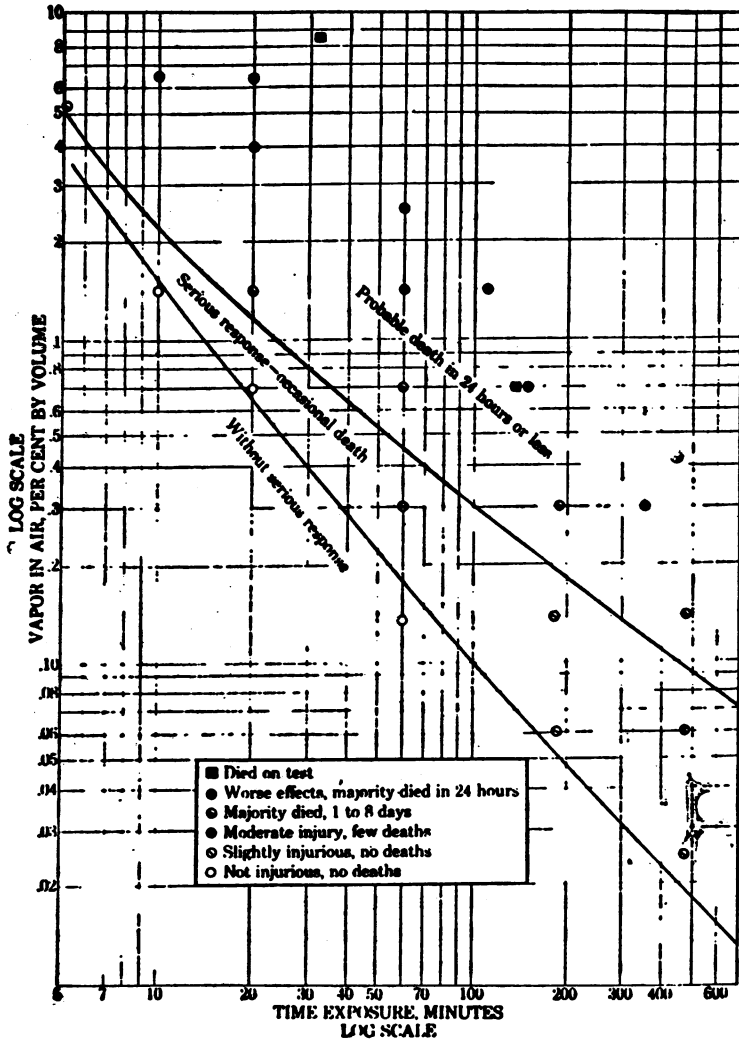 10
8
6
5
4
3
2
1
.8
.6
.5
.4
.3
.2
.10
.08
.06
.05
.04
.03
.02
LOG SCALE
VAPOR IN AIR, PER CENT BY VOLUME
Serious response—occasional death
Probable death in 24 hours or less
Without serious response
Died on test
Worse effects, majority died in 24 hours
Majority died, 1 to 8 days
Moderate injury, few deaths
Slightly injurious, no deaths
Not injurious, no deaths
5 7 10 20 30 40 50 70 100 200 300 400 600
TIME EXPOSURE, MINUTES
LOG SCALE